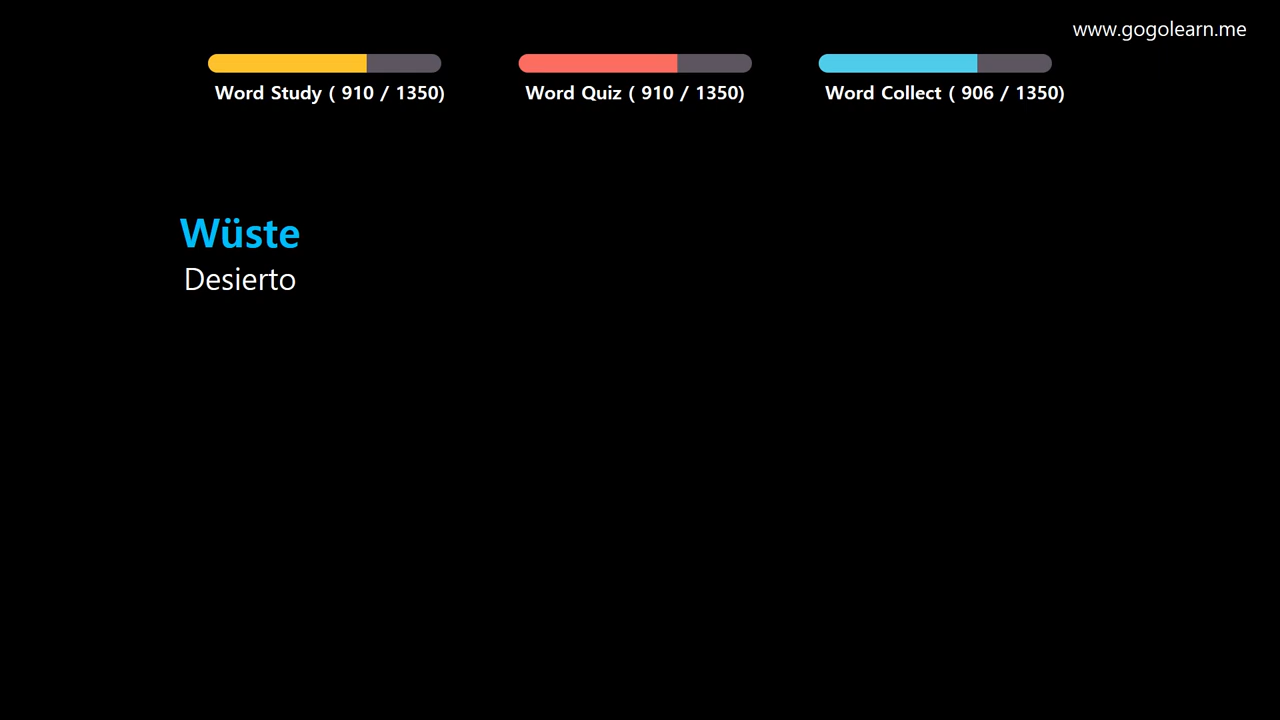 www.gogolearn.me
Word Study ( 910 / 1350)
Word Quiz ( 910 / 1350)
Word Collect ( 906 / 1350)
Wüste
Desierto